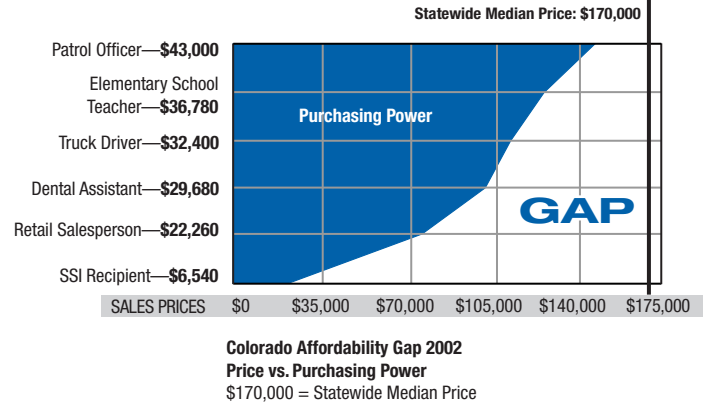 Statewide Median Price: $170,000
Patrol Officer—$43,000
Elementary School
Teacher—$36,780
Truck Driver—$32,400
Dental Assistant—$29,680
Retail Salesperson—$22,260
SSI Recipient—$6,540
Purchasing Power
GAP
SALES PRICES $0 $35,000 $70,000 $105,000 $140,000 $175,000
Colorado Affordability Gap 2002
Price vs. Purchasing Power
$170,000 = Statewide Median Price